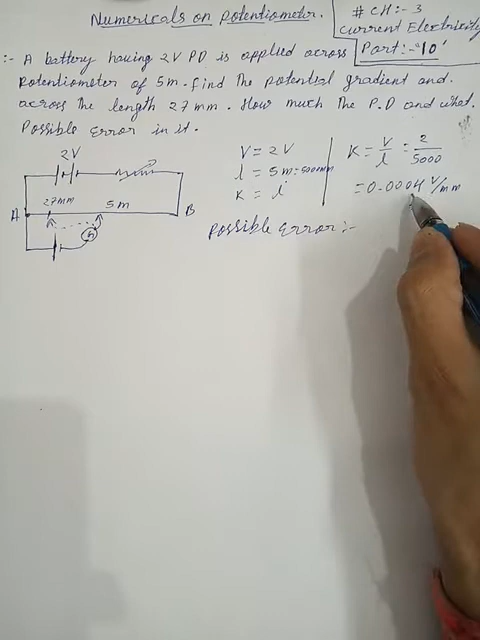 Numericals on potentiometer.
# CH:- 3
Current Electricity
Part:- '10'
:- A battery having 2V PD is applied across
potentiometer of 5m. find the potential gradient and.
across the length 27mm. How much the P.D and what.
Possible Error in it.
2V
27mm
5m
A
B
G
V = 2V
l = 5m = 5000mm
K = i
K = V/l = 2/5000
= 0.0004 V/mm
possible Error:-